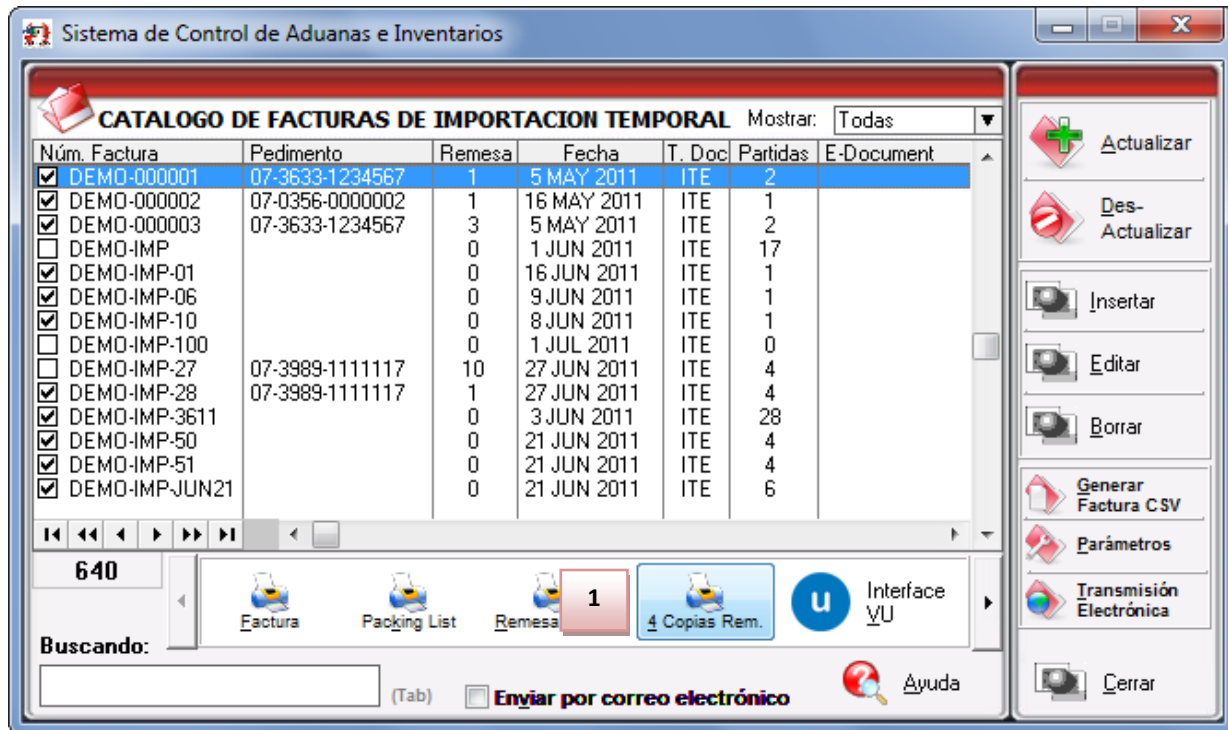 Sistema de Control de Aduanas e Inventarios
CATALOGO DE FACTURAS DE IMPORTACION TEMPORAL Mostrar: Todas
Núm. Factura Pedimento Remesa Fecha T. Doc Partidas E-Document
DEMO-000001 07-3633-1234567 1 5 MAY 2011 ITE 2
DEMO-000002 07-0356-0000002 1 16 MAY 2011 ITE 1
DEMO-000003 07-3633-1234567 3 5 MAY 2011 ITE 2
DEMO-IMP 0 1 JUN 2011 ITE 17
DEMO-IMP-01 0 16 JUN 2011 ITE 1
DEMO-IMP-06 0 9 JUN 2011 ITE 1
DEMO-IMP-10 0 8 JUN 2011 ITE 1
DEMO-IMP-100 0 1 JUL 2011 ITE 0
DEMO-IMP-27 07-3989-1111117 10 27 JUN 2011 ITE 4
DEMO-IMP-28 07-3989-1111117 1 27 JUN 2011 ITE 4
DEMO-IMP-3611 0 3 JUN 2011 ITE 28
DEMO-IMP-50 0 21 JUN 2011 ITE 4
DEMO-IMP-51 0 21 JUN 2011 ITE 4
DEMO-IMP-JUN21 0 21 JUN 2011 ITE 6
640
Factura
Packing List
Remesa
1
4 Copias Rem.
u
Interface
VU
Buscando:
(Tab)
Enviar por correo electrónico
Ayuda
Actualizar
Des-
Actualizar
Insertar
Editar
Borrar
Generar
Factura CSV
Parámetros
Transmisión
Electrónica
Cerrar